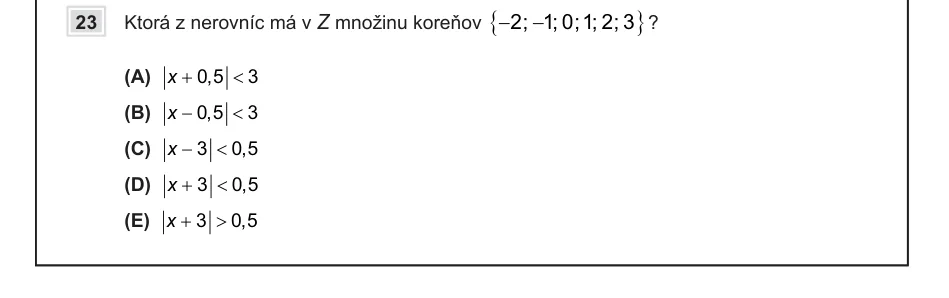 23 Ktorá z nerovníc má v Z množinu koreňov {–2; –1; 0; 1; 2; 3}?
(A) |x + 0,5| < 3
(B) |x – 0,5| < 3
(C) |x – 3| < 0,5
(D) |x + 3| < 0,5
(E) |x + 3| > 0,5